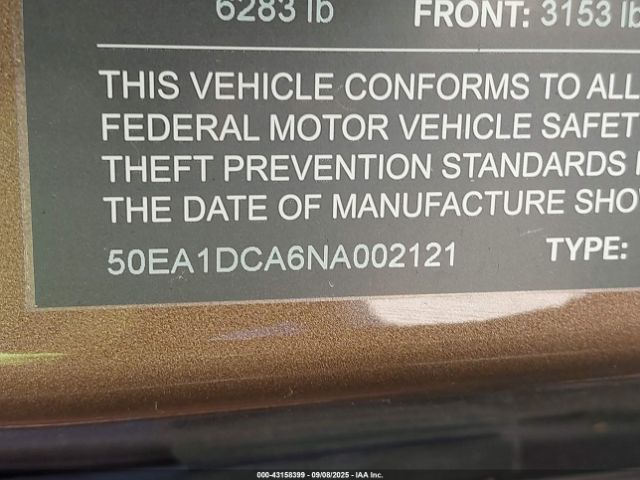 6283 lb FRONT: 3153 lb
THIS VEHICLE CONFORMS TO ALL
FEDERAL MOTOR VEHICLE SAFET
THEFT PREVENTION STANDARDS
THE DATE OF MANUFACTURE SHO
50EA1DCA6NA002121 TYPE:
000-43158399 - 09/08/2025 - IAA Inc.